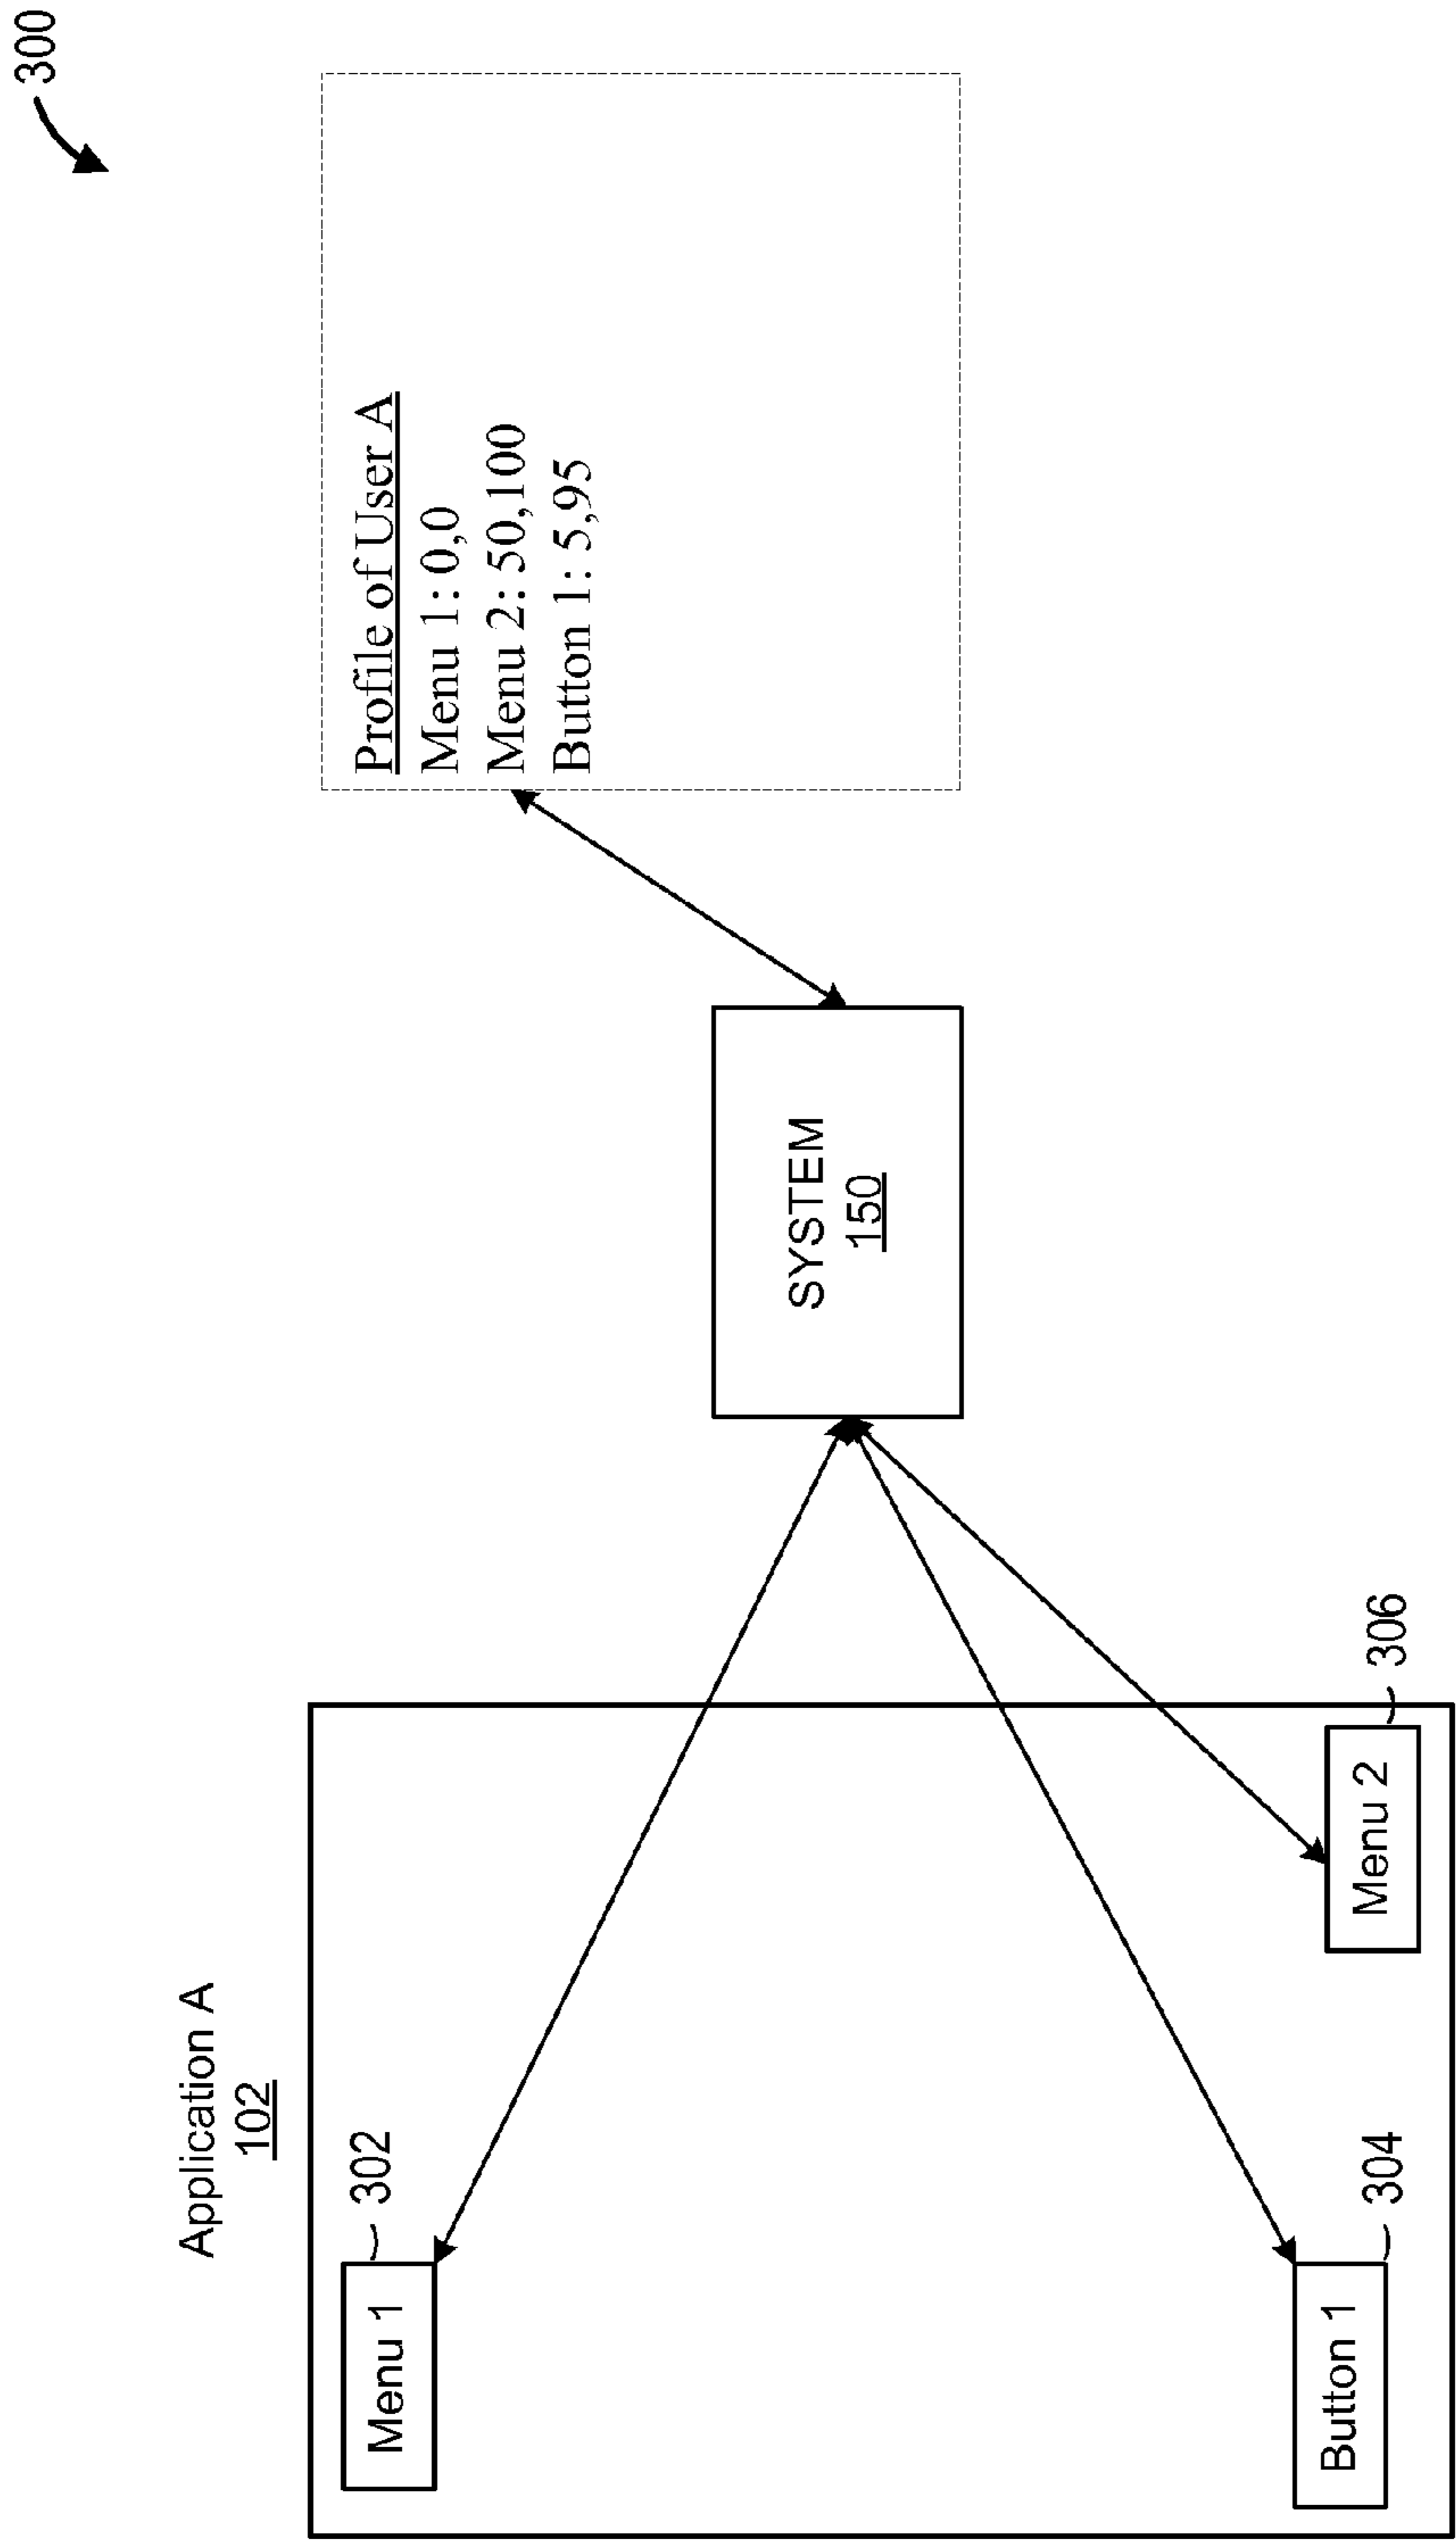 300
Application A
102
Menu 1
302
Button 1
304
Menu 2
306
SYSTEM
150
Profile of User A
Menu 1: 0,0
Menu 2: 50,100
Button 1: 5,95